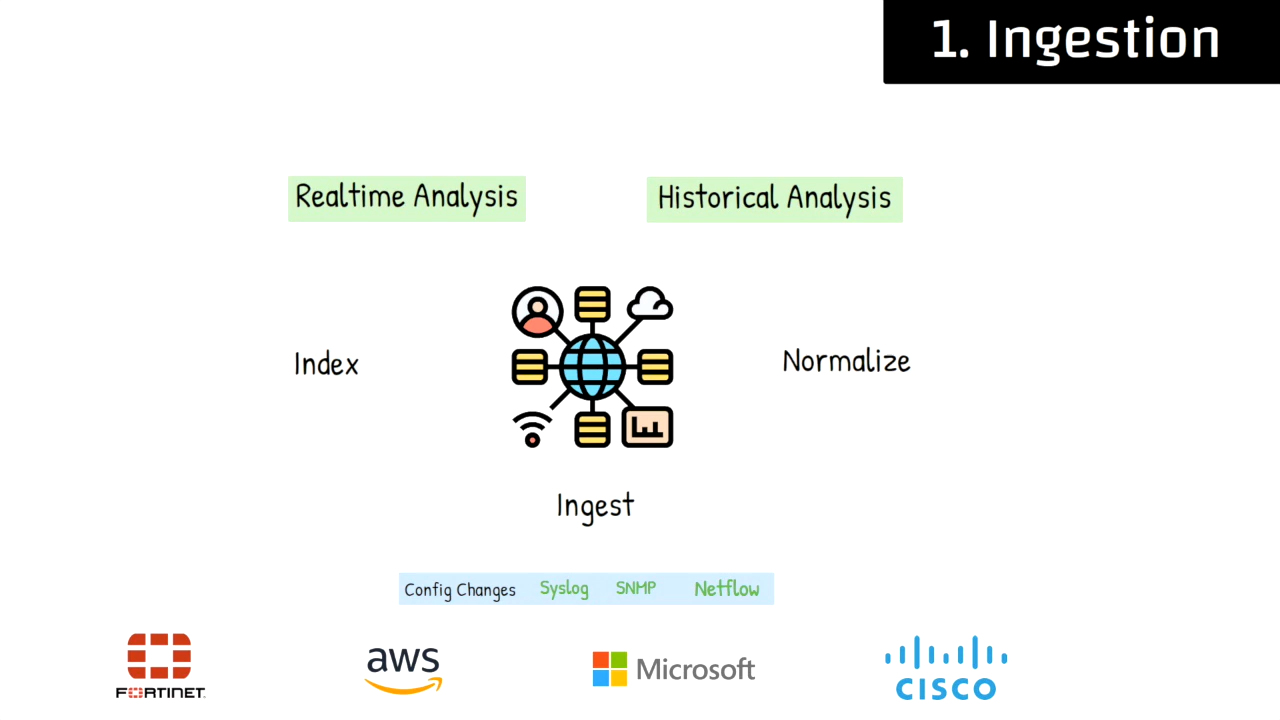 1. Ingestion
Realtime Analysis
Historical Analysis
Index
Normalize
Ingest
Config Changes Syslog SNMP Netflow
FORTINET
aws
Microsoft
CISCO